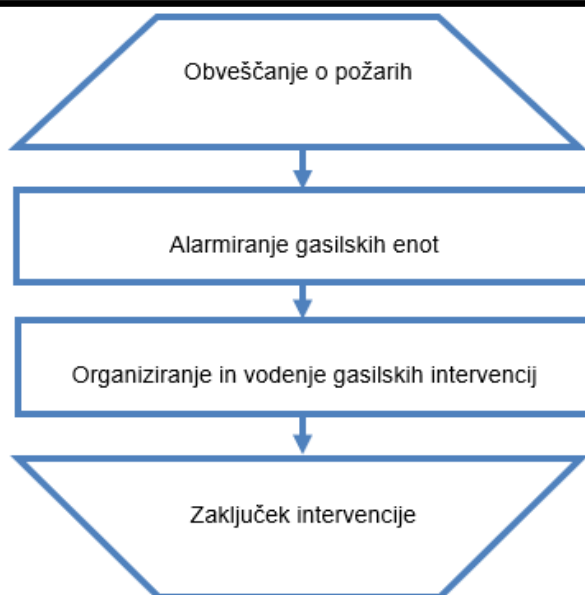 Obveščanje o požarih
Alarmiranje gasilskih enot
Organiziranje in vodenje gasilskih intervencij
Zaključek intervencije